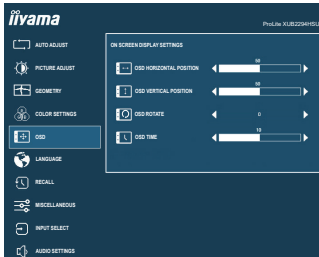 iiyama
ProLite XUB2294HSU
AUTO ADJUST
PICTURE ADJUST
GEOMETRY
COLOR SETTINGS
OSD
LANGUAGE
RECALL
MISCELLANEOUS
INPUT SELECT
AUDIO SETTINGS
ON SCREEN DISPLAY SETTINGS
OSD HORIZONTAL POSITION
50
OSD VERTICAL POSITION
50
OSD ROTATE
0
OSD TIME
10